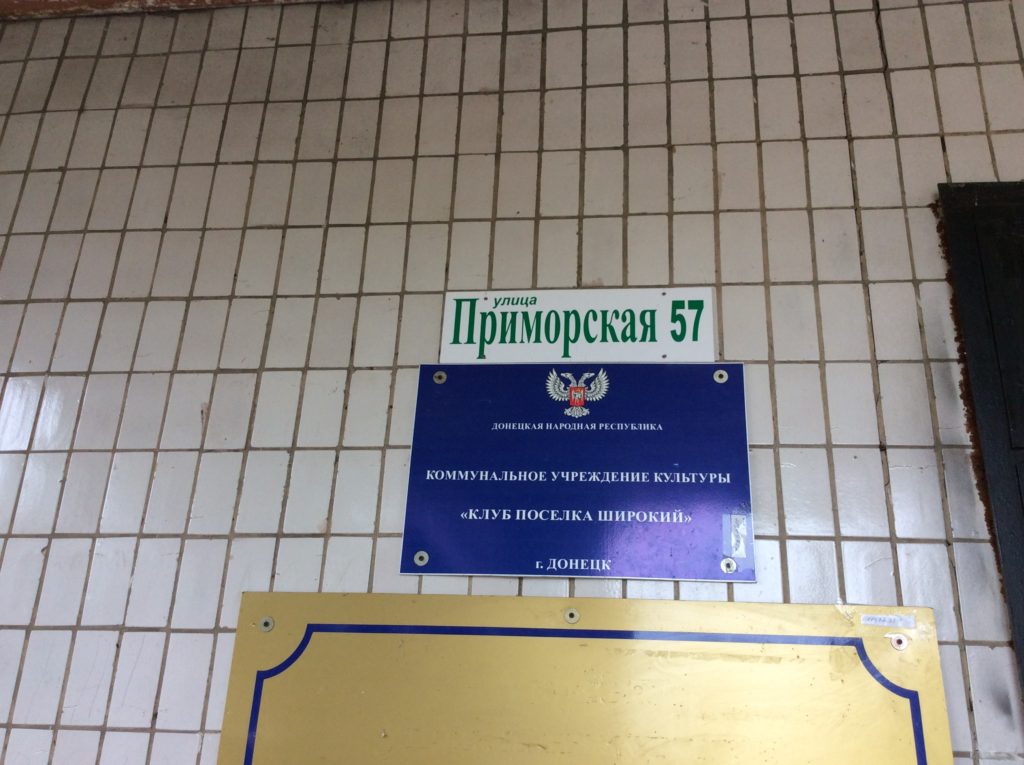 улица
Приморская 57
ДОНЕЦКАЯ НАРОДНАЯ РЕСПУБЛИКА
КОММУНАЛЬНОЕ УЧРЕЖДЕНИЕ КУЛЬТУРЫ
«КЛУБ ПОСЕЛКА ШИРОКИЙ»
г. ДОНЕЦК